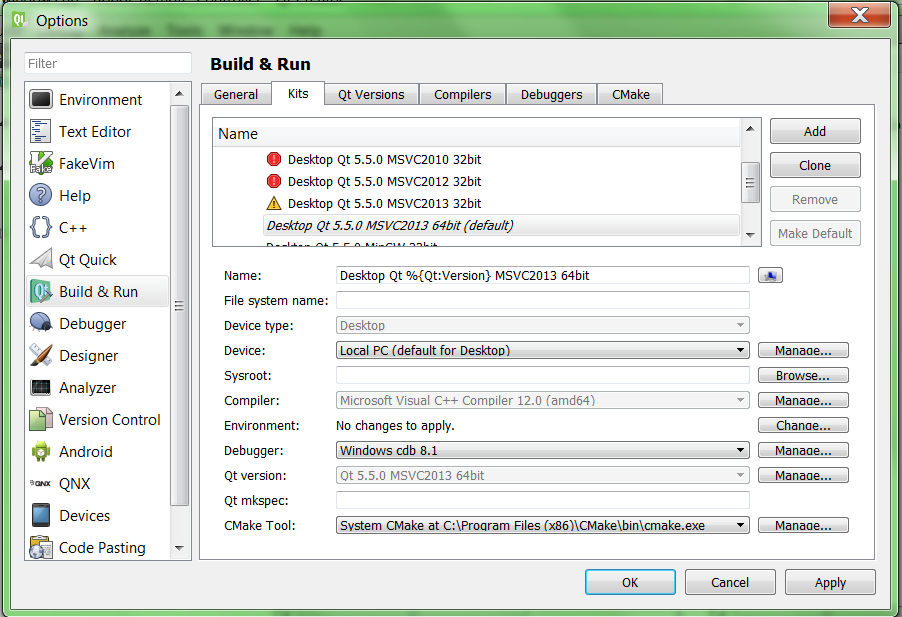 Options
Filter
Environment
Text Editor
FakeVim
Help
C++
Qt Quick
Build & Run
Debugger
Designer
Analyzer
Version Control
Android
QNX
Devices
Code Pasting
Build & Run
General Kits Qt Versions Compilers Debuggers CMake
Name
Desktop Qt 5.5.0 MSVC2010 32bit
Desktop Qt 5.5.0 MSVC2012 32bit
Desktop Qt 5.5.0 MSVC2013 32bit
Desktop Qt 5.5.0 MSVC2013 64bit (default)
Desktop Qt 5.5.0 MinGW 32bit
Add
Clone
Remove
Make Default
Name: Desktop Qt %{Qt:Version} MSVC2013 64bit
File system name:
Device type: Desktop
Device: Local PC (default for Desktop) Manage...
Sysroot: Browse...
Compiler: Microsoft Visual C++ Compiler 12.0 (amd64) Manage...
Environment: No changes to apply. Change...
Debugger: Windows cdb 8.1 Manage...
Qt version: Qt 5.5.0 MSVC2013 64bit Manage...
Qt mkspec:
CMake Tool: System CMake at C:\Program Files (x86)\CMake\bin\cmake.exe Manage...
OK Cancel Apply